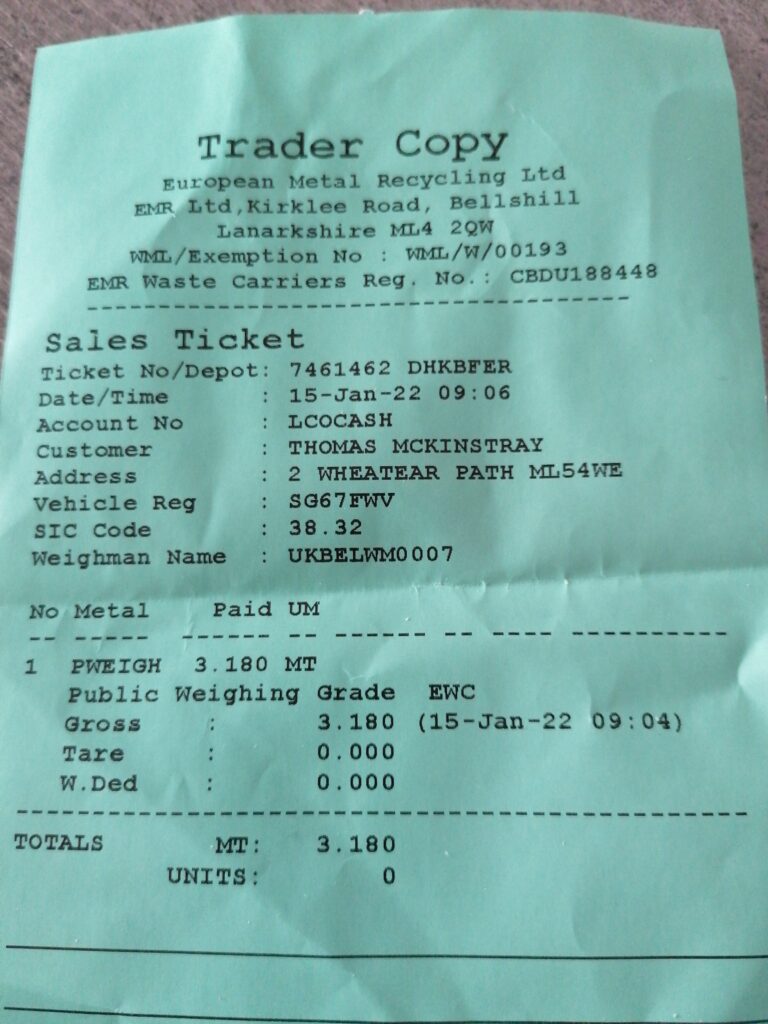 Trader Copy
European Metal Recycling Ltd
EMR Ltd,Kirklee Road, Bellshill
Lanarkshire ML4 2QW
WML/Exemption No : WML/W/00193
EMR Waste Carriers Reg. No.: CBDU188448
--------------------------------------
Sales Ticket
Ticket No/Depot: 7461462 DHKBFER
Date/Time : 15-Jan-22 09:06
Account No : LCOCASH
Customer : THOMAS MCKINSTRAY
Address : 2 WHEATEAR PATH ML54WE
Vehicle Reg : SG67FWV
SIC Code : 38.32
Weighman Name : UKBELWM0007
No Metal Paid UM
-- ----- ------ -- ------ -- ---- ----------
1 PWEIGH 3.180 MT
Public Weighing Grade EWC
Gross : 3.180 (15-Jan-22 09:04)
Tare : 0.000
W.Ded : 0.000
------------------------------------------------
TOTALS MT: 3.180
UNITS: 0